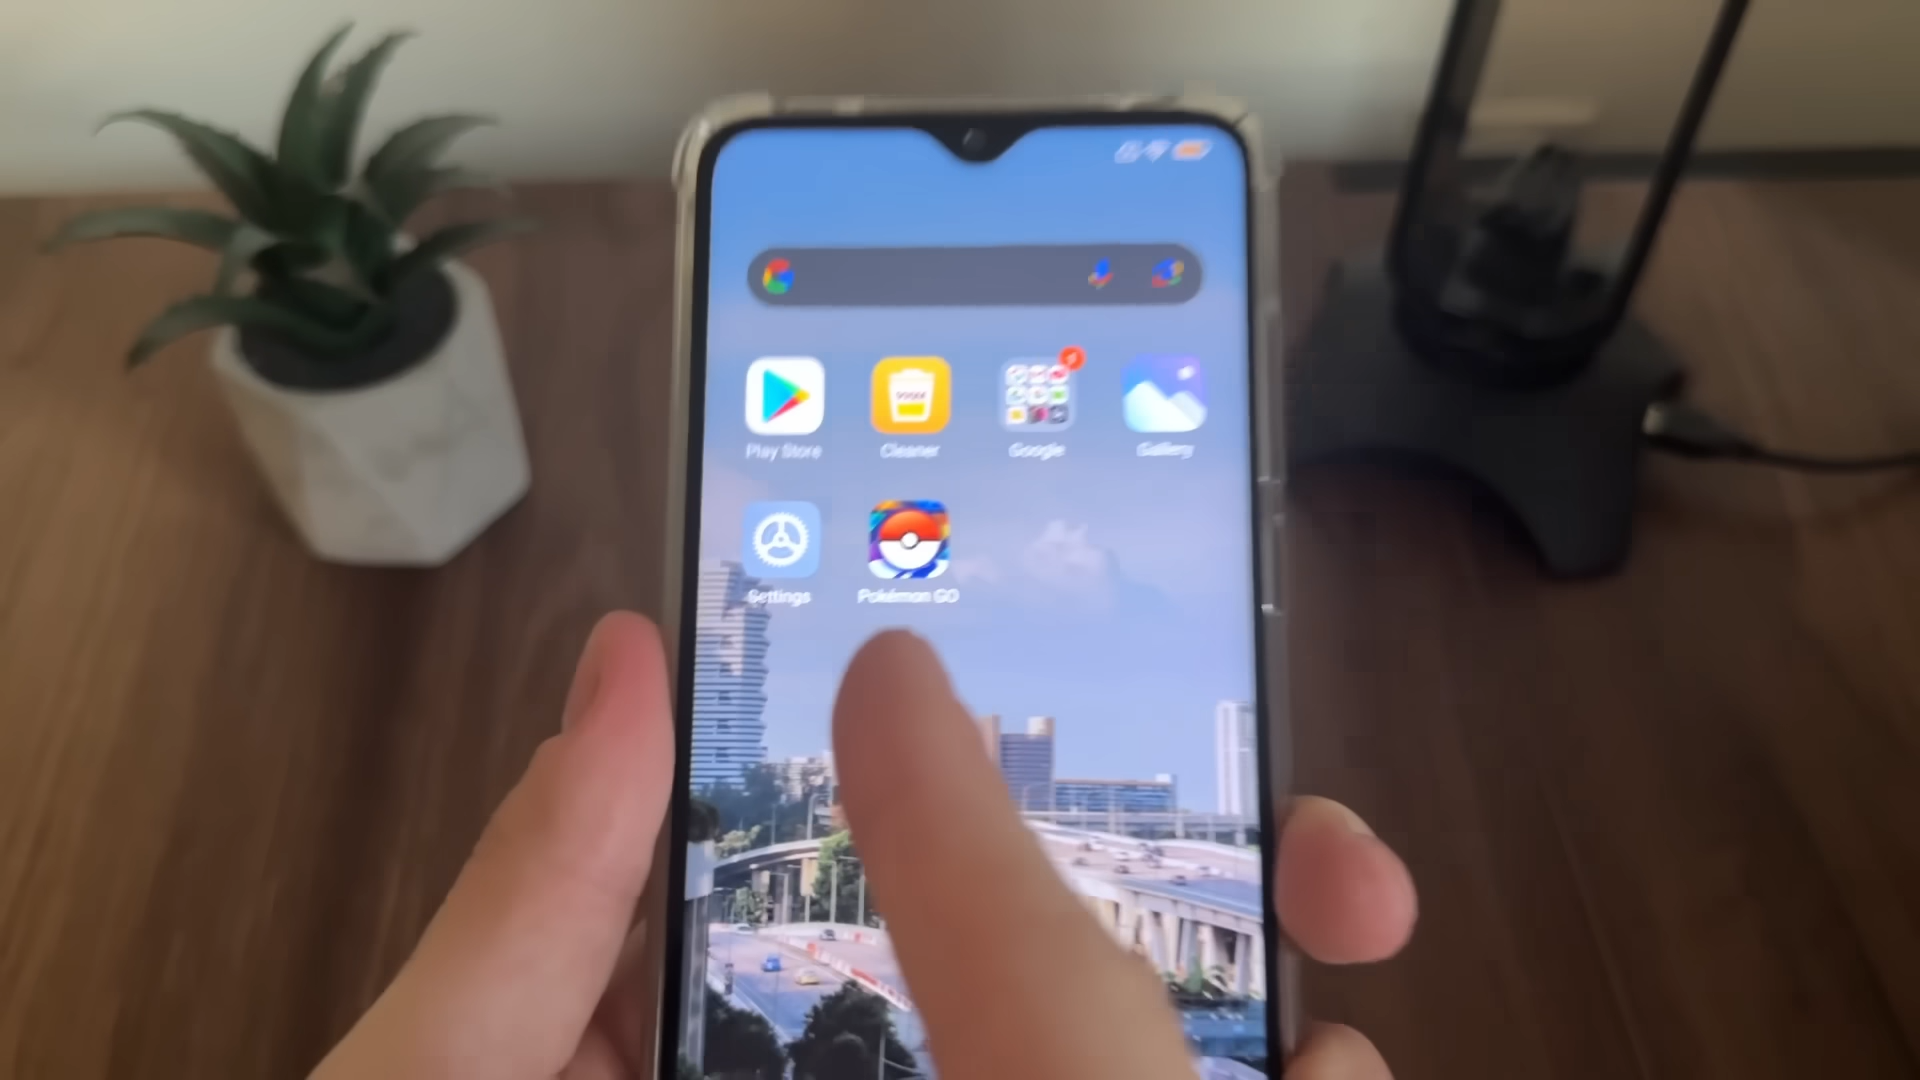 Play Store
Cleaner
Google
Gallery
Settings
Pokémon GO